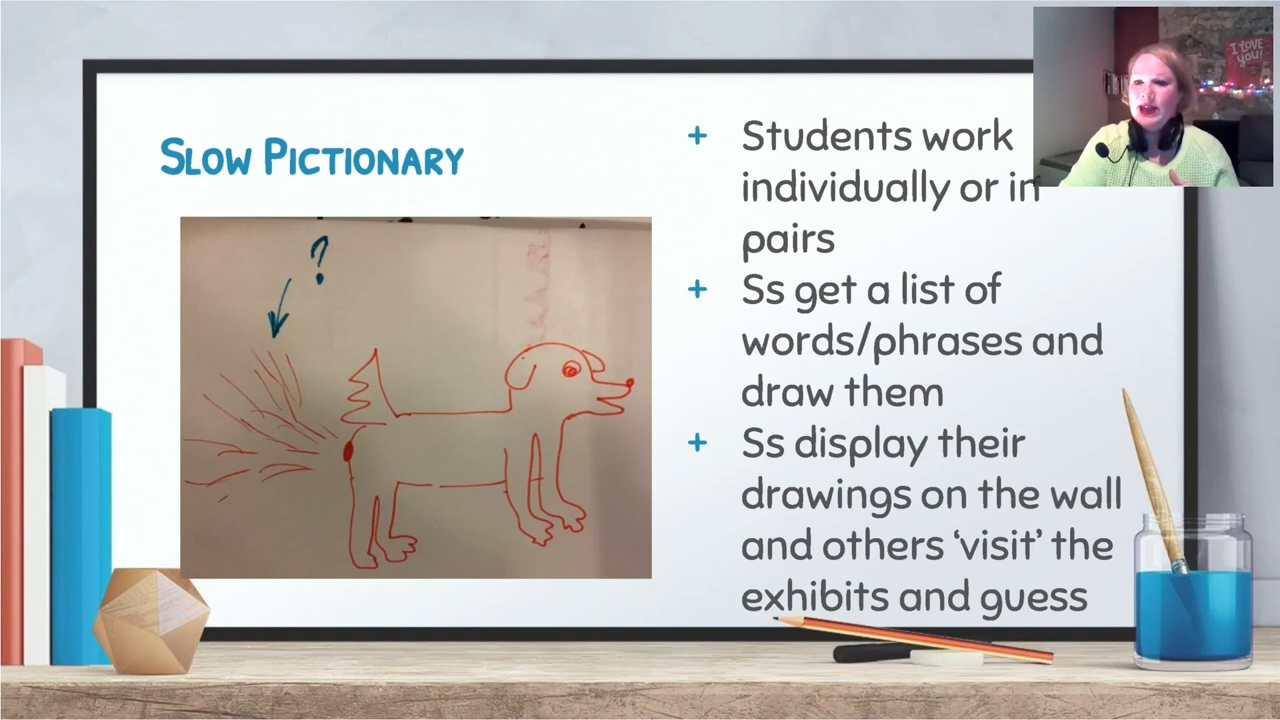 Slow Pictionary
?
+ Students work
individually or in
pairs
+ Ss get a list of
words/phrases and
draw them
+ Ss display their
drawings on the wall
and others ‘visit’ the
exhibits and guess
I LOVE
YOU!